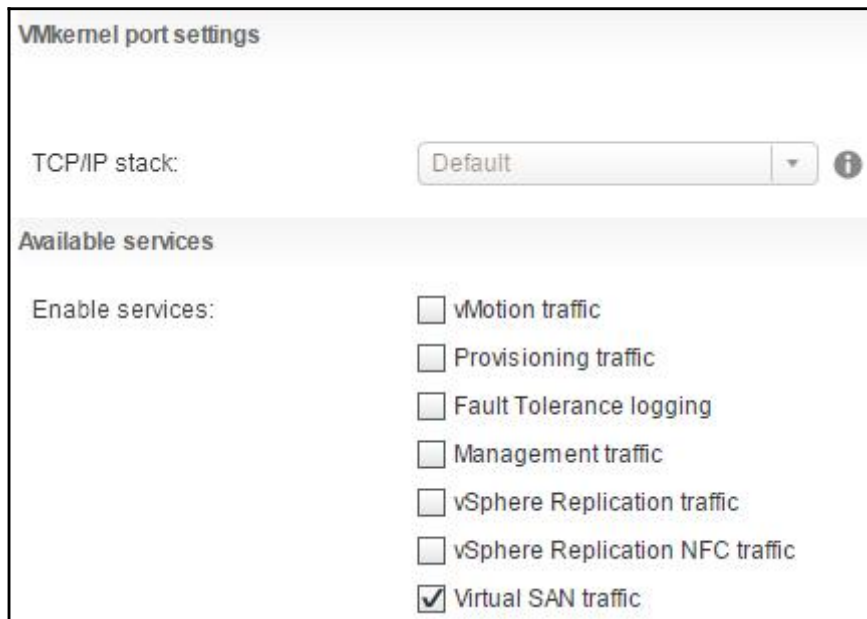 VMkernel port settings
TCP/IP stack:
Default
Available services
Enable services:
vMotion traffic
Provisioning traffic
Fault Tolerance logging
Management traffic
vSphere Replication traffic
vSphere Replication NFC traffic
Virtual SAN traffic